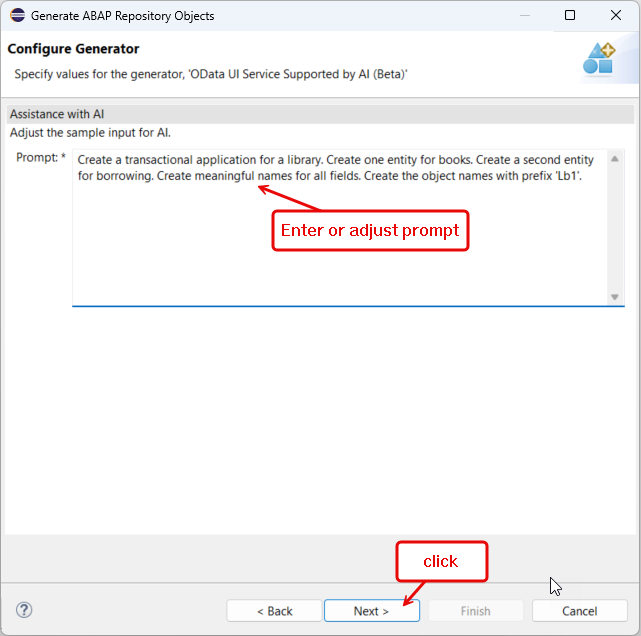 Generate ABAP Repository Objects
Configure Generator
Specify values for the generator, 'OData UI Service Supported by AI (Beta)'
Assistance with AI
Adjust the sample input for AI.
Prompt: *
Create a transactional application for a library. Create one entity for books. Create a second entity
for borrowing. Create meaningful names for all fields. Create the object names with prefix 'Lb1'.
Enter or adjust prompt
click
?
< Back
Next >
Finish
Cancel